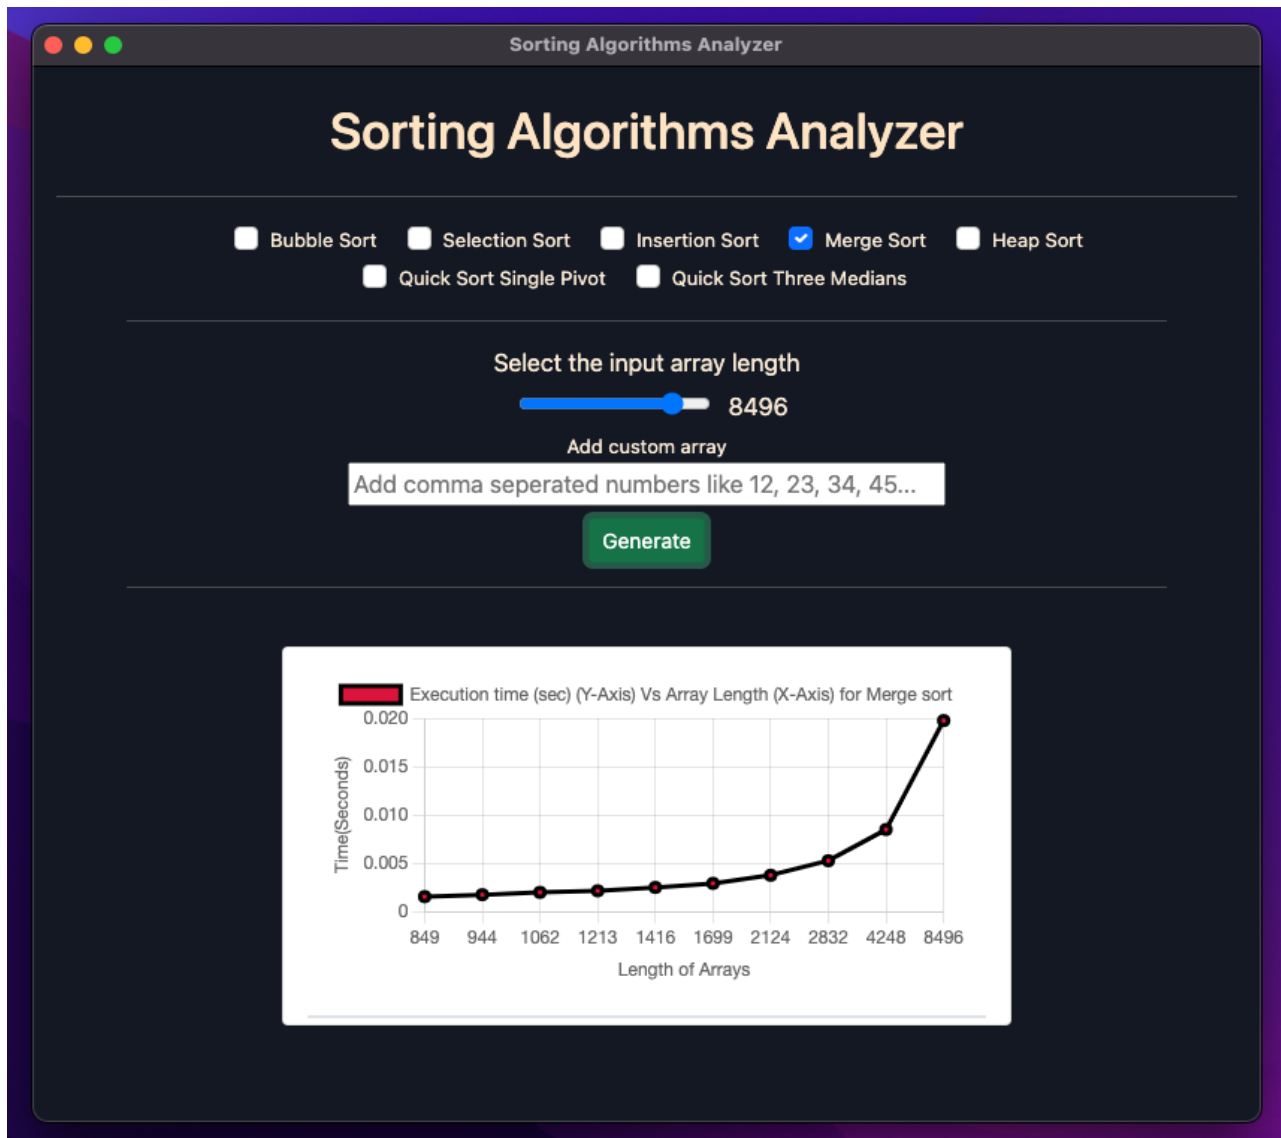 Sorting Algorithms Analyzer
Sorting Algorithms Analyzer
Bubble Sort Selection Sort Insertion Sort Merge Sort Heap Sort
Quick Sort Single Pivot Quick Sort Three Medians
Select the input array length
8496
Add custom array
Add comma seperated numbers like 12, 23, 34, 45...
Generate
Execution time (sec) (Y-Axis) Vs Array Length (X-Axis) for Merge sort
Time(Seconds)
0.020
0.015
0.010
0.005
0
849 944 1062 1213 1416 1699 2124 2832 4248 8496
Length of Arrays